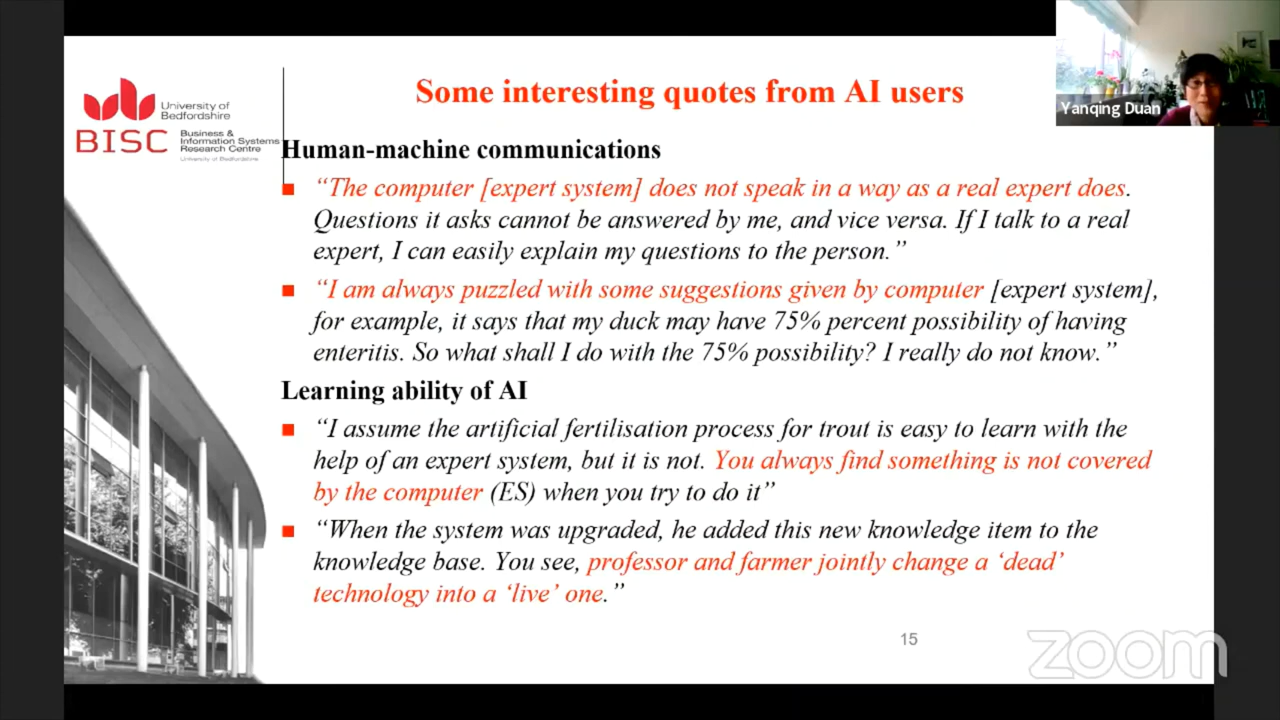 Some interesting quotes from AI users
Yanqing Duan
University of
Bedfordshire
BISC
Business &
Information Systems
Research Centre
University of Bedfordshire
Human-machine communications
“The computer [expert system] does not speak in a way as a real expert does.
Questions it asks cannot be answered by me, and vice versa. If I talk to a real
expert, I can easily explain my questions to the person.”
“I am always puzzled with some suggestions given by computer [expert system],
for example, it says that my duck may have 75% percent possibility of having
enteritis. So what shall I do with the 75% possibility? I really do not know.”
Learning ability of AI
“I assume the artificial fertilisation process for trout is easy to learn with the
help of an expert system, but it is not. You always find something is not covered
by the computer (ES) when you try to do it”
“When the system was upgraded, he added this new knowledge item to the
knowledge base. You see, professor and farmer jointly change a ‘dead’
technology into a ‘live’ one.”
15
zoom